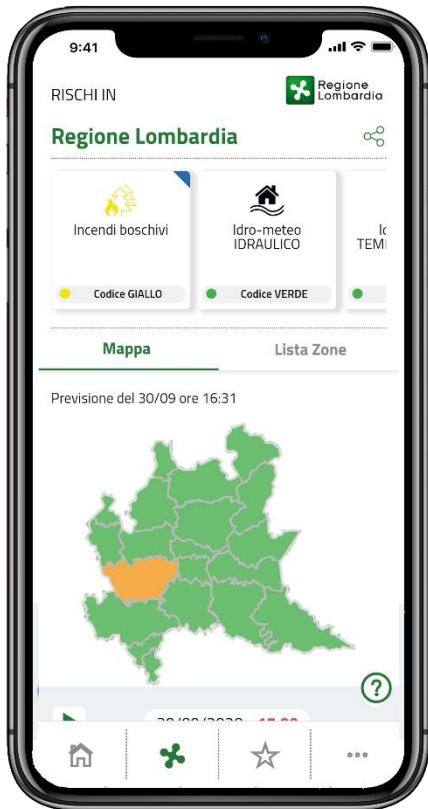 9:41
RISCHI IN
Regione
Lombardia
Regione Lombardia
Incendi boschivi
Idro-meteo
IDRAULICO
Codice GIALLO
Codice VERDE
Mappa
Lista Zone
Previsione del 30/09 ore 16:31
?